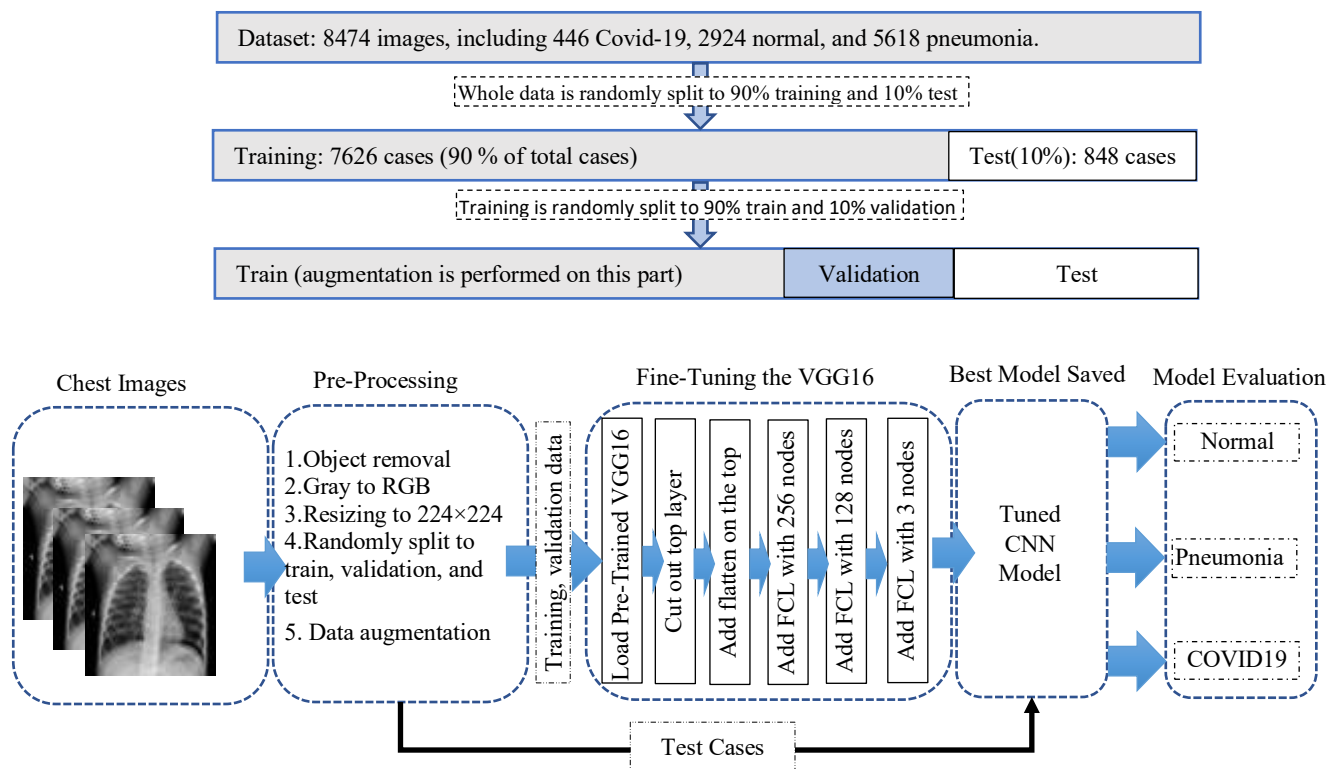 Dataset: 8474 images, including 446 Covid-19, 2924 normal, and 5618 pneumonia.
Whole data is randomly split to 90% training and 10% test
Training: 7626 cases (90 % of total cases)
Test(10%): 848 cases
Training is randomly split to 90% train and 10% validation
Train (augmentation is performed on this part)
Validation
Test
Chest Images
Pre-Processing
1.Object removal
2.Gray to RGB
3.Resizing to 224×224
4.Randomly split to
train, validation, and
test
5. Data augmentation
Training, validation data
Fine-Tuning the VGG16
Load Pre-Trained VGG16
Cut out top layer
Add flatten on the top
Add FCL with 256 nodes
Add FCL with 128 nodes
Add FCL with 3 nodes
Best Model Saved
Tuned
CNN
Model
Model Evaluation
Normal
Pneumonia
COVID19
Test Cases